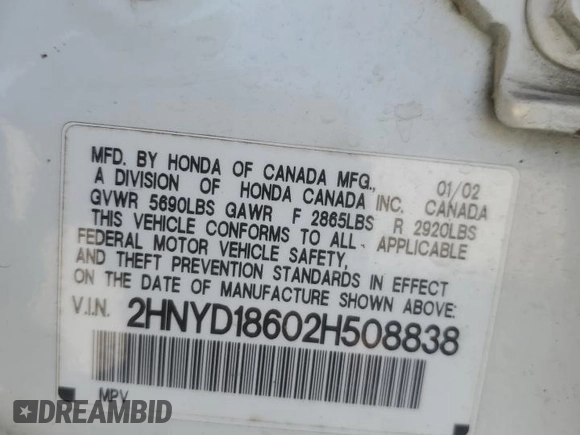 MFD. BY HONDA OF CANADA MFG., 01/02
A DIVISION OF HONDA CANADA INC. CANADA
GVWR 5690LBS GAWR F 2865LBS R 2920LBS
THIS VEHICLE CONFORMS TO ALL APPLICABLE
FEDERAL MOTOR VEHICLE SAFETY,
AND THEFT PREVENTION STANDARDS IN EFFECT
ON THE DATE OF MANUFACTURE SHOWN ABOVE.
V.I.N. 2HNYD18602H508838
MPV
DREAMBID